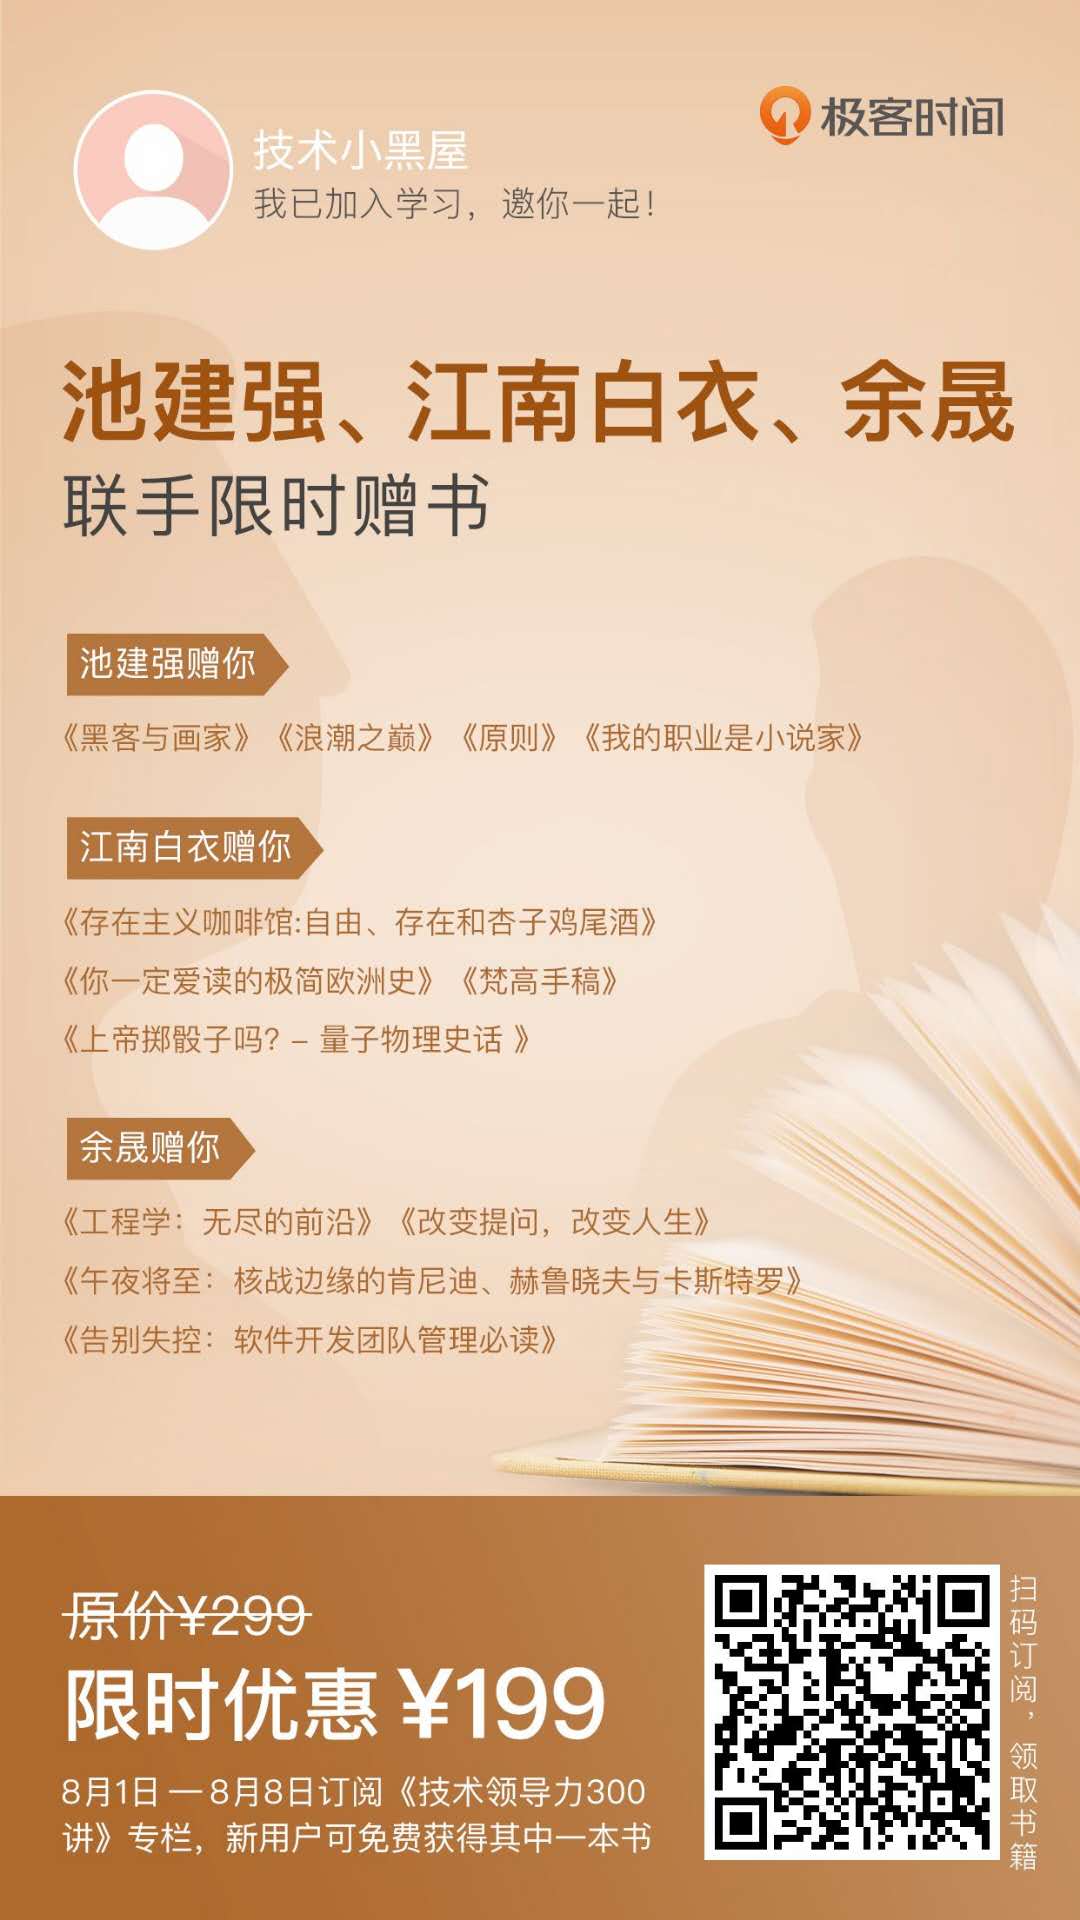 技术小黑屋
我已加入学习，邀你一起！
极客时间
池建强、江南白衣、余晟
联手限时赠书
池建强赠你
《黑客与画家》《浪潮之巅》《原则》《我的职业是小说家》
江南白衣赠你
《存在主义咖啡馆:自由、存在和杏子鸡尾酒》
《你一定爱读的极简欧洲史》《梵高手稿》
《上帝掷骰子吗？– 量子物理史话 》
余晟赠你
《工程学：无尽的前沿》《改变提问，改变人生》
《午夜将至：核战边缘的肯尼迪、赫鲁晓夫与卡斯特罗》
《告别失控：软件开发团队管理必读》
原价¥299
限时优惠 ¥199
8月1日 — 8月8日订阅《技术领导力300
讲》专栏，新用户可免费获得其中一本书
扫码订阅，领取书籍